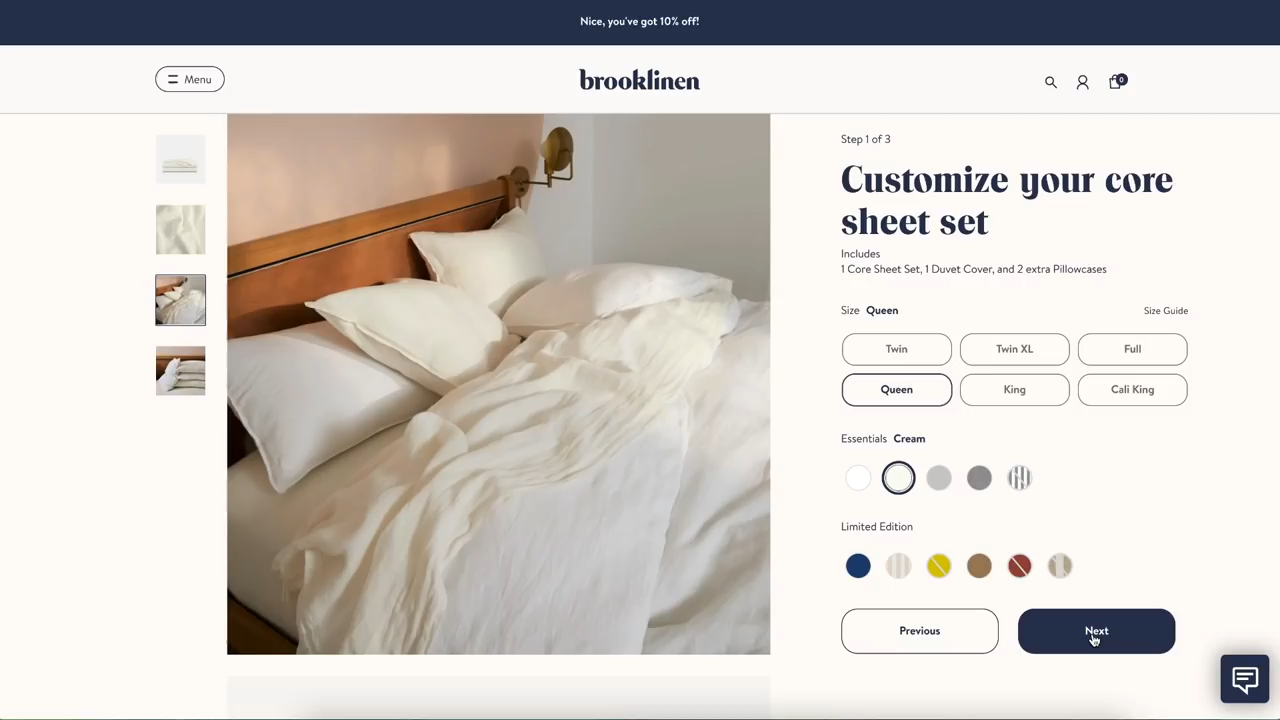 Nice, you've got 10% off!
Menu
brooklinen
0
Step 1 of 3
Customize your core
sheet set
Includes
1 Core Sheet Set, 1 Duvet Cover, and 2 extra Pillowcases
Size Queen
Size Guide
Twin
Twin XL
Full
Queen
King
Cali King
Essentials Cream
Limited Edition
Previous
Next